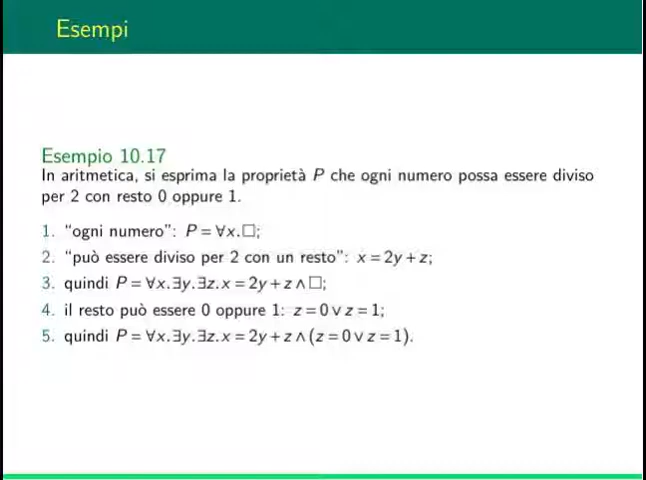 Esempi
Esempio 10.17
In aritmetica, si esprima la proprietà P che ogni numero possa essere diviso
per 2 con resto 0 oppure 1.
1. “ogni numero”: P = ∀x.□;
2. “può essere diviso per 2 con un resto”: x = 2y + z;
3. quindi P = ∀x.∃y.∃z.x = 2y + z ∧ □;
4. il resto può essere 0 oppure 1: z = 0 ∨ z = 1;
5. quindi P = ∀x.∃y.∃z.x = 2y + z ∧ (z = 0 ∨ z = 1).